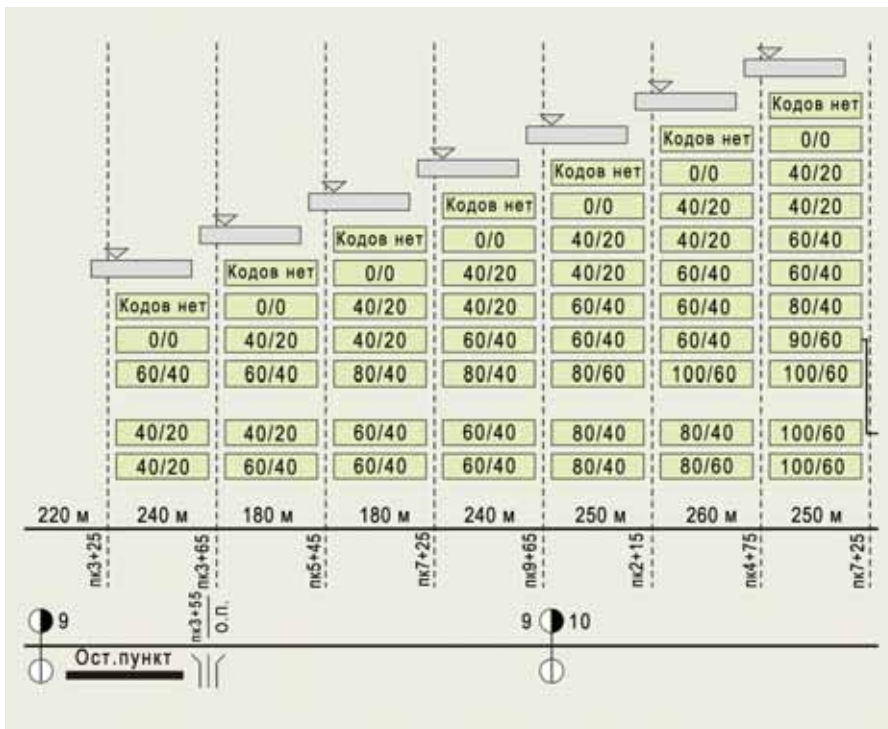 Кодов нет
Кодов нет 0/0
Кодов нет 0/0 40/20
Кодов нет 0/0 40/20 40/20
Кодов нет 0/0 40/20 40/20 60/40
Кодов нет 0/0 40/20 40/20 60/40 60/40
Кодов нет 0/0 40/20 40/20 60/40 60/40 80/40
0/0 40/20 40/20 60/40 60/40 60/40 90/60
60/40 60/40 80/40 80/40 80/60 100/60 100/60
40/20 40/20 60/40 60/40 80/40 80/40 100/60
40/20 60/40 60/40 60/40 80/40 80/60 100/60
220 м 240 м 180 м 180 м 240 м 250 м 260 м 250 м
пк3+25 пк3+65 пк5+45 пк7+25 пк9+65 пк2+15 пк4+75 пк7+25
пк3+55 О.П.
9 9 10
Ост.пункт